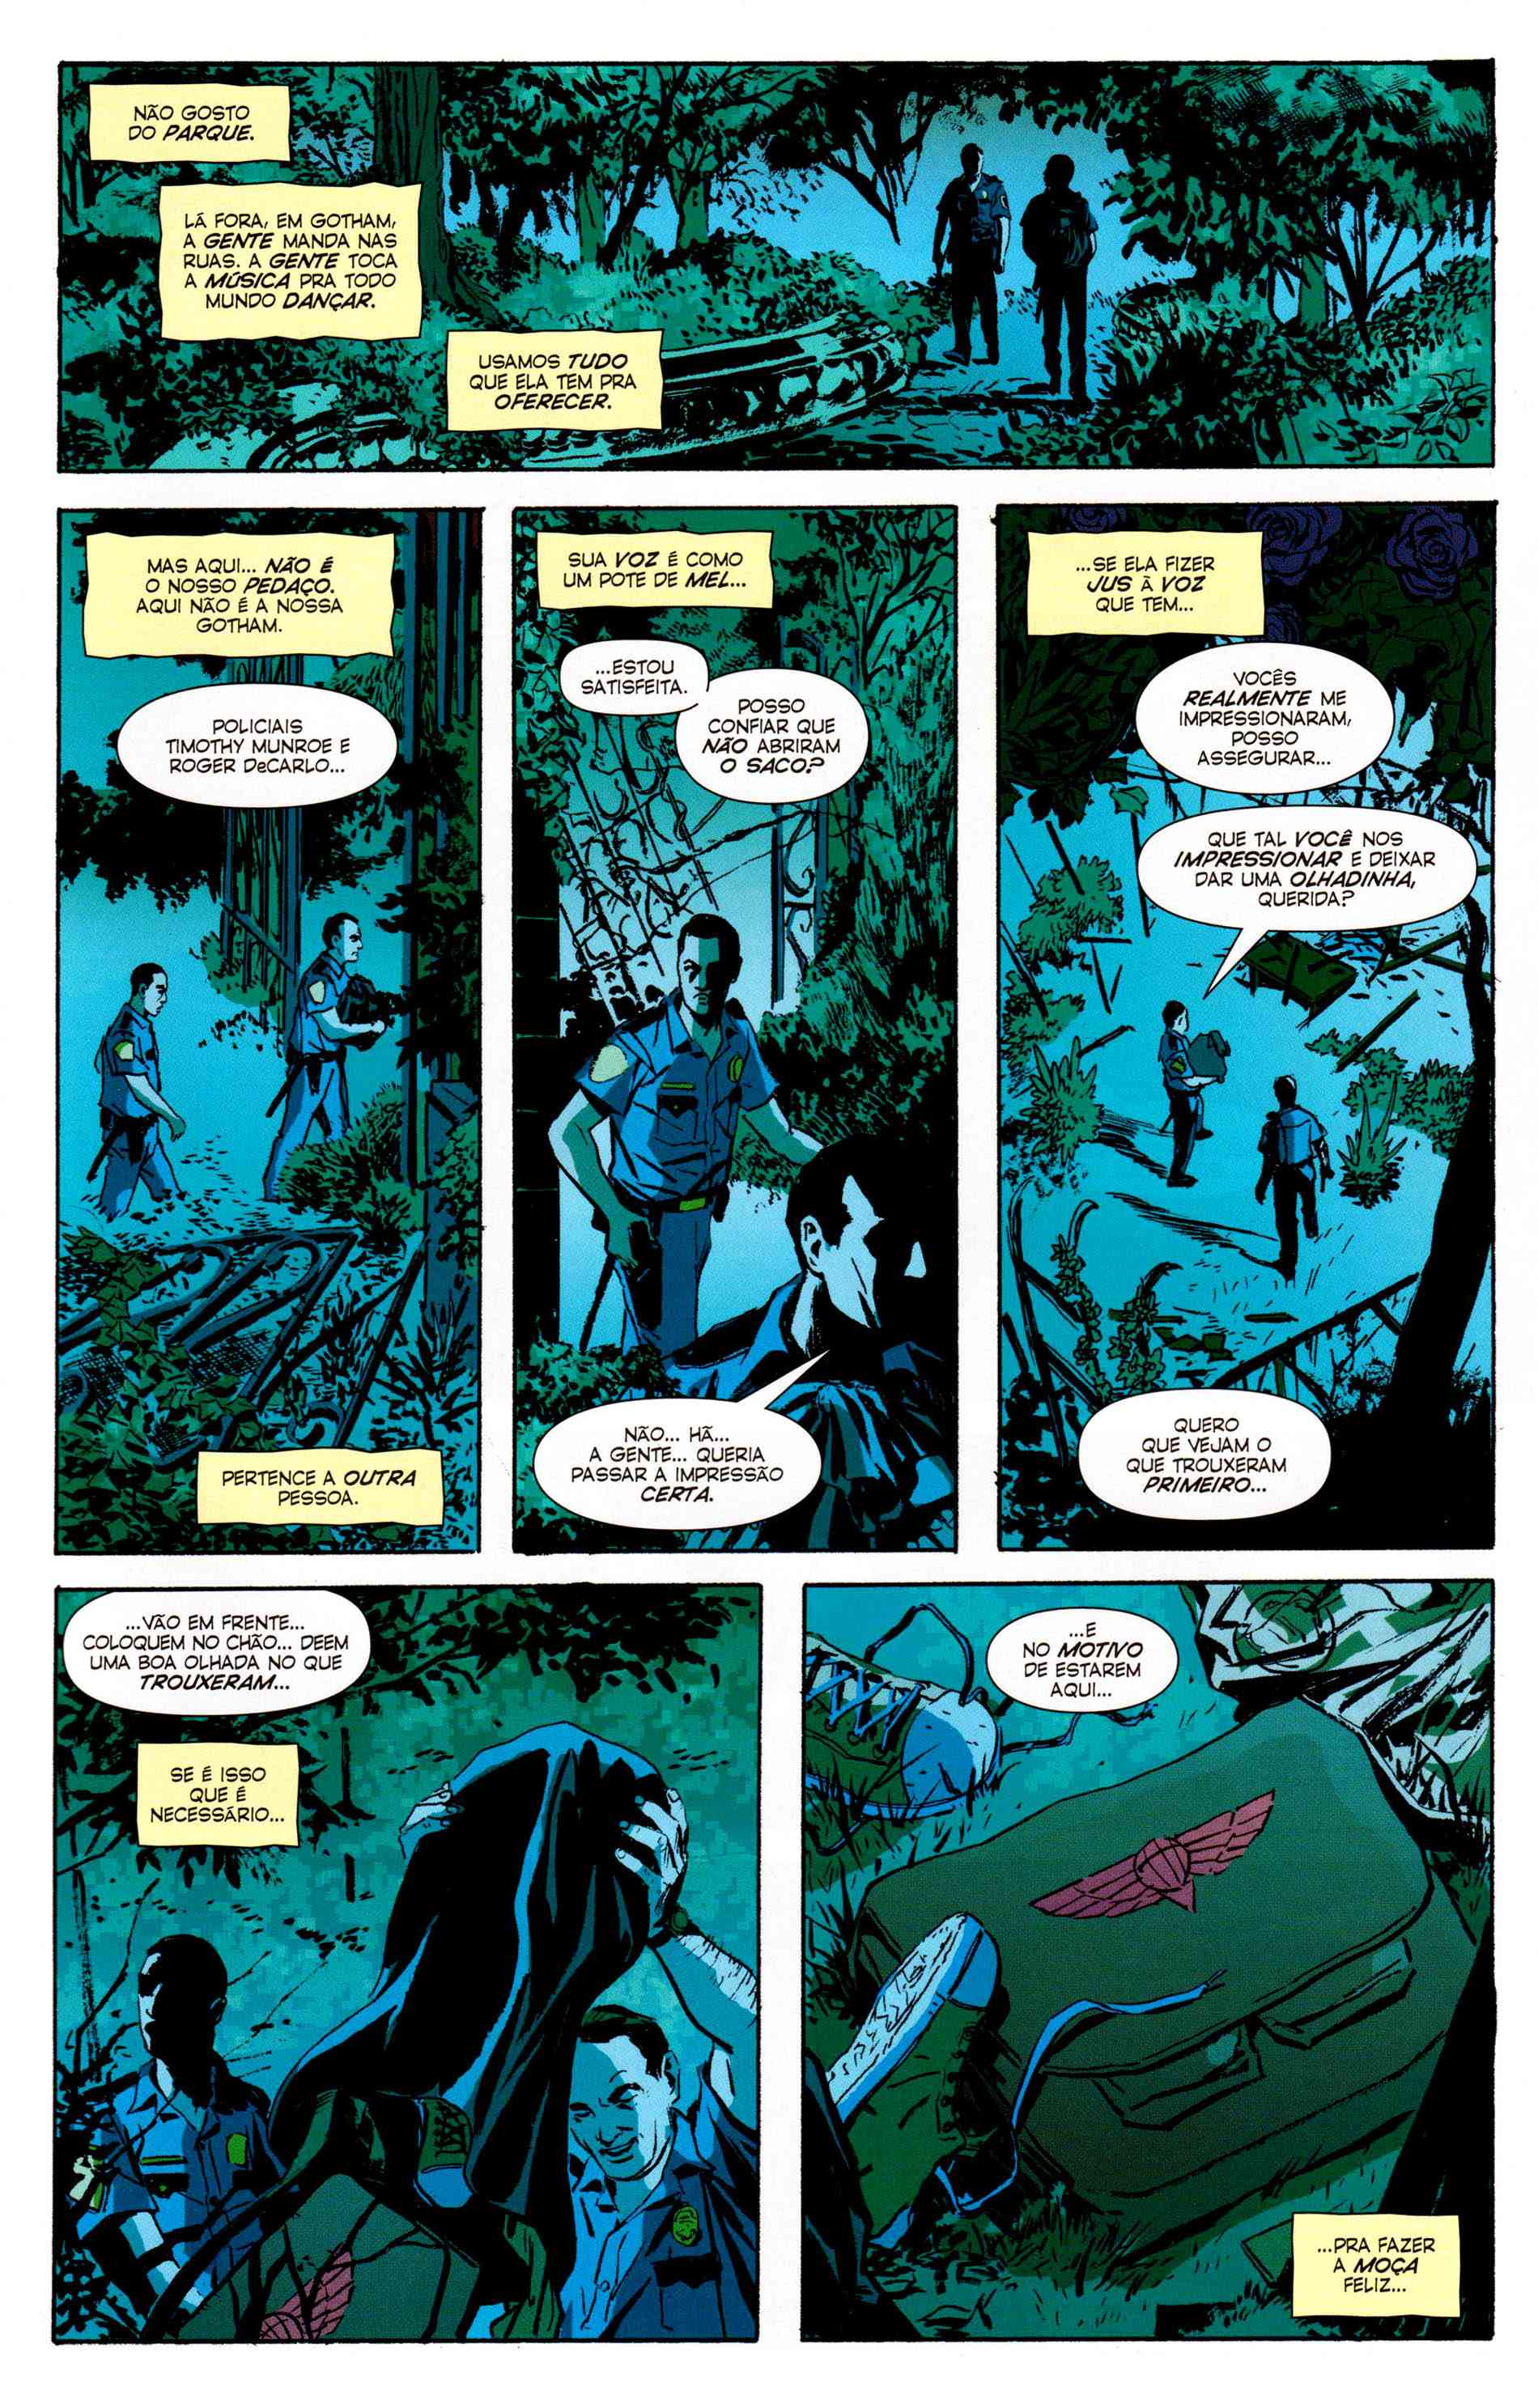 NÃO GOSTO
DO PARQUE.
LÁ FORA, EM GOTHAM,
A GENTE MANDA NAS
RUAS. A GENTE TOCA
A MÚSICA PRA TODO
MUNDO DANÇAR.
USAMOS TUDO
QUE ELA TEM PRA
OFERECER.
MAS AQUI... NÃO É
O NOSSO PEDAÇO.
AQUI NÃO É A NOSSA
GOTHAM.
POLICIAIS
TIMOTHY MUNROE E
ROGER DeCARLO...
PERTENCE A OUTRA
PESSOA.
SUA VOZ É COMO
UM POTE DE MEL...
...ESTOU
SATISFEITA.
POSSO
CONFIAR QUE
NÃO ABRIRAM
O SACO?
NÃO... HÃ...
A GENTE... QUERIA
PASSAR A IMPRESSÃO
CERTA.
...SE ELA FIZER
JUS À VOZ
QUE TEM...
VOCÊS
REALMENTE ME
IMPRESSIONARAM,
POSSO
ASSEGURAR...
QUE TAL VOCÊ NOS
IMPRESSIONAR E DEIXAR
DAR UMA OLHADINHA,
QUERIDA?
QUERO
QUE VEJAM O
QUE TROUXERAM
PRIMEIRO...
...VÃO EM FRENTE...
COLOQUEM NO CHÃO... DEEM
UMA BOA OLHADA NO QUE
TROUXERAM...
SE É ISSO
QUE É
NECESSÁRIO...
...E
NO MOTIVO
DE ESTAREM
AQUI...
...PRA FAZER
A MOÇA
FELIZ...